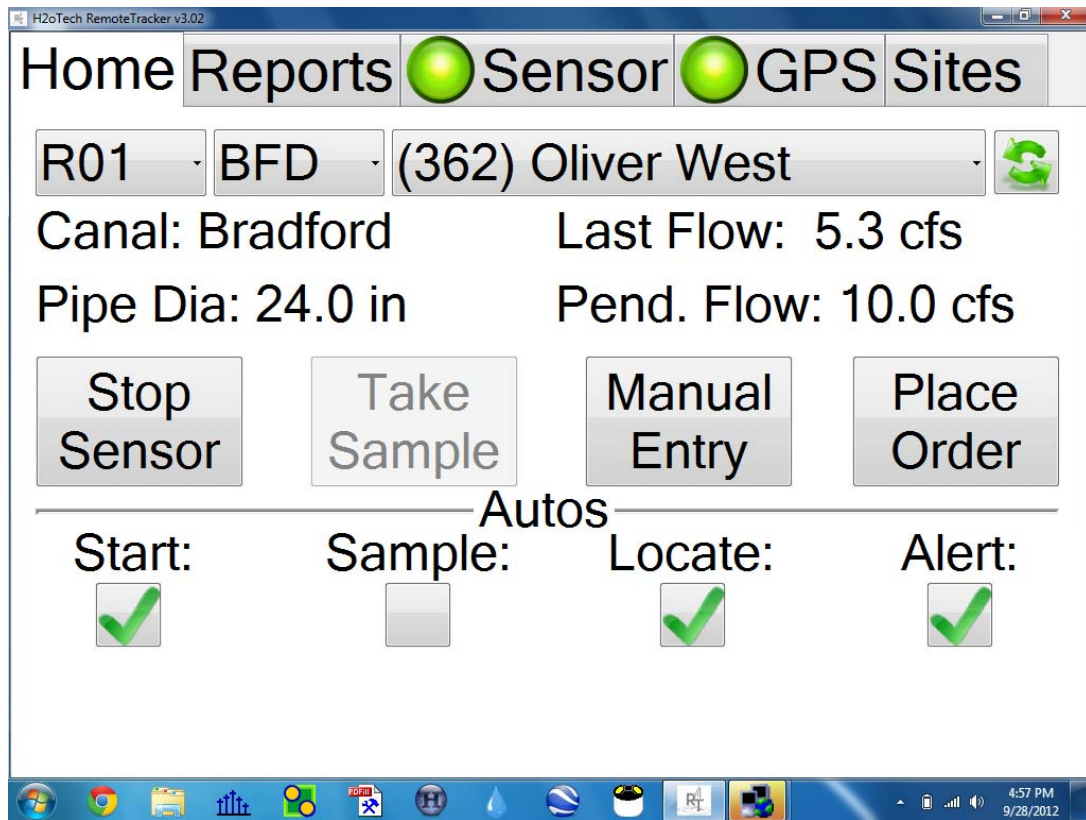 H2oTech RemoteTracker v3.02
Home Reports Sensor GPS Sites
R01 BFD (362) Oliver West
Canal: Bradford Last Flow: 5.3 cfs
Pipe Dia: 24.0 in Pend. Flow: 10.0 cfs
Stop Take Manual Place
Sensor Sample Entry Order
Autos
Start: Sample: Locate: Alert:
PDFill
H RT
4:57 PM
9/28/2012